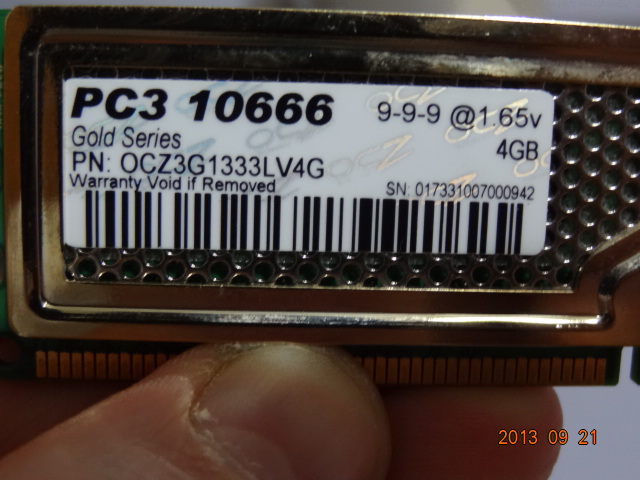 PC3 10666
9-9-9 @1.65v
Gold Series
4GB
PN: OCZ3G1333LV4G
Warranty Void if Removed
SN: 017331007000942
2013 09 21